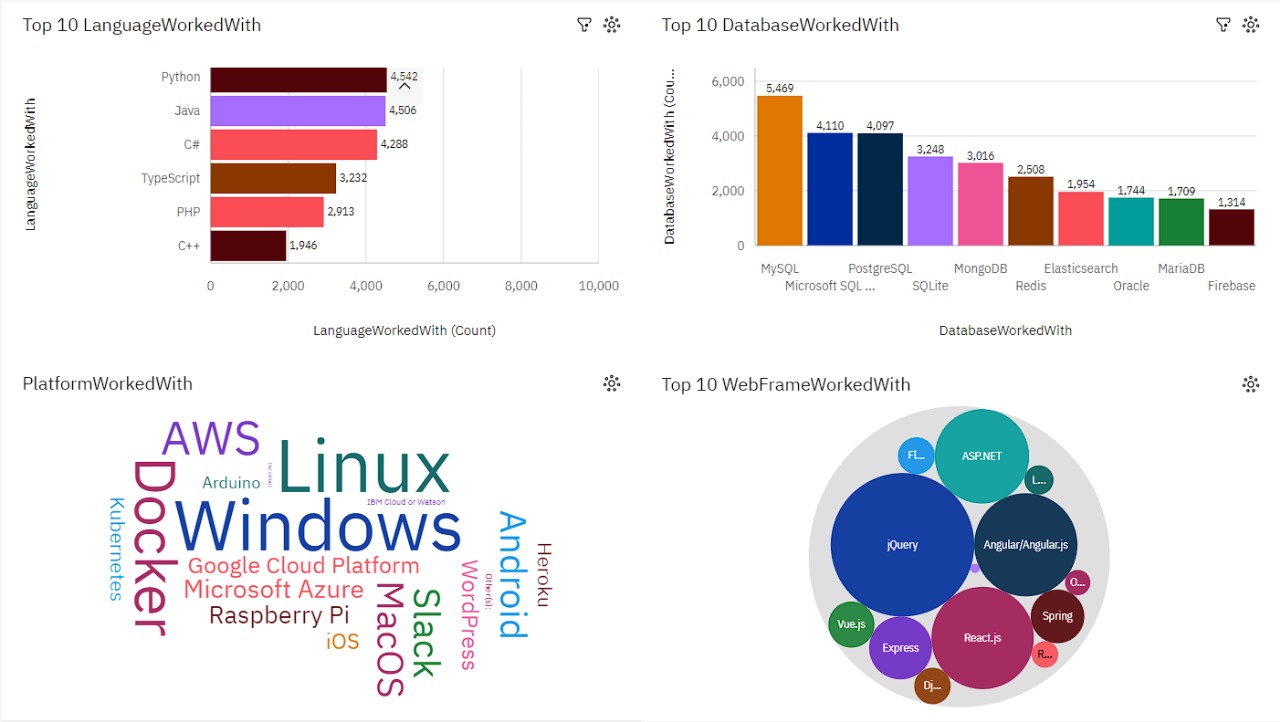 Top 10 LanguageWorkedWith
LanguageWorkedWith
Python
4,542
Java
4,506
C#
4,288
TypeScript
3,232
PHP
2,913
C++
1,946
0
2,000
4,000
6,000
8,000
10,000
LanguageWorkedWith (Count)
Top 10 DatabaseWorkedWith
DatabaseWorkedWith (Cou...
6,000
4,000
2,000
0
5,469
4,110
4,097
3,248
3,016
2,508
1,954
1,744
1,709
1,314
MySQL
Microsoft SQL ...
PostgreSQL
SQLite
MongoDB
Redis
Elasticsearch
Oracle
MariaDB
Firebase
DatabaseWorkedWith
PlatformWorkedWith
AWS
Linux
Arduino
IBM Cloud or Watson
Docker
Kubernetes
Windows
Google Cloud Platform
Microsoft Azure
Raspberry Pi
iOS
MacOS
Slack
WordPress
Other(s):
Android
Heroku
Top 10 WebFrameWorkedWith
Fl...
ASP.NET
L...
jQuery
Angular/Angular.js
O...
Vue.js
Express
React.js
Spring
R...
Dj...